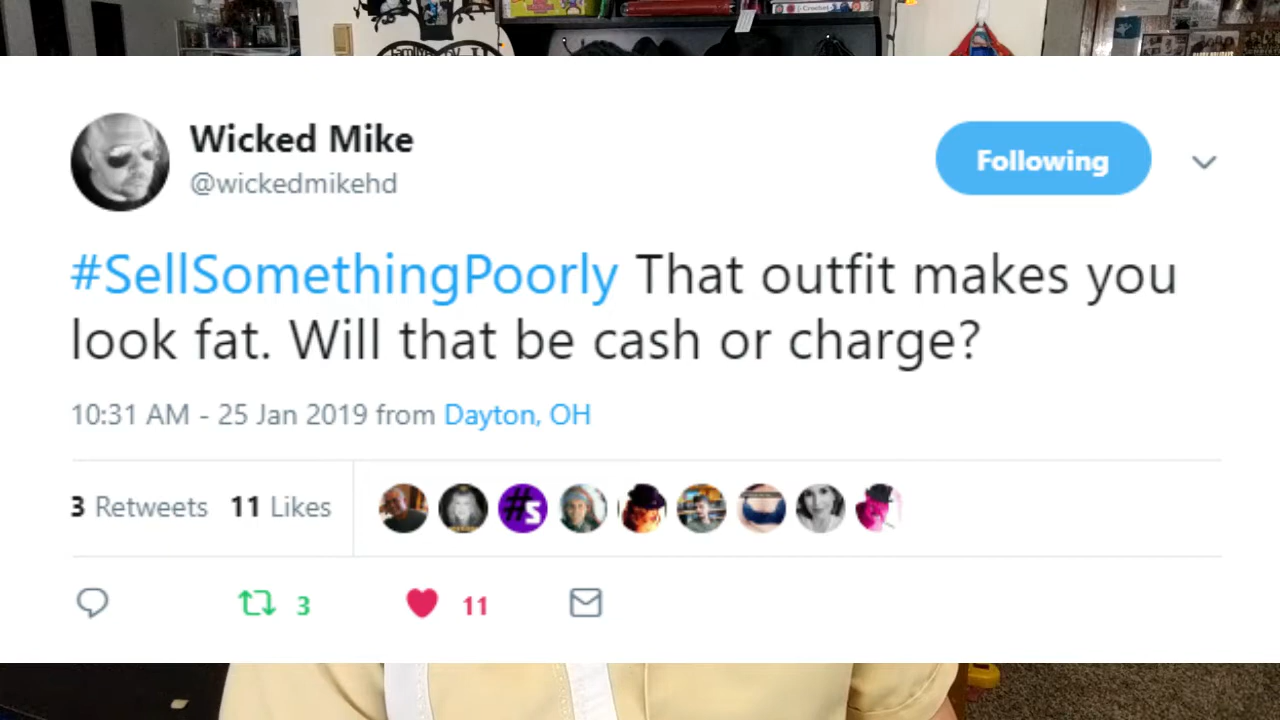 Wicked Mike
@wickedmikehd
Following
#SellSomethingPoorly That outfit makes you
look fat. Will that be cash or charge?
10:31 AM - 25 Jan 2019 from Dayton, OH
3 Retweets 11 Likes
#S
3
11